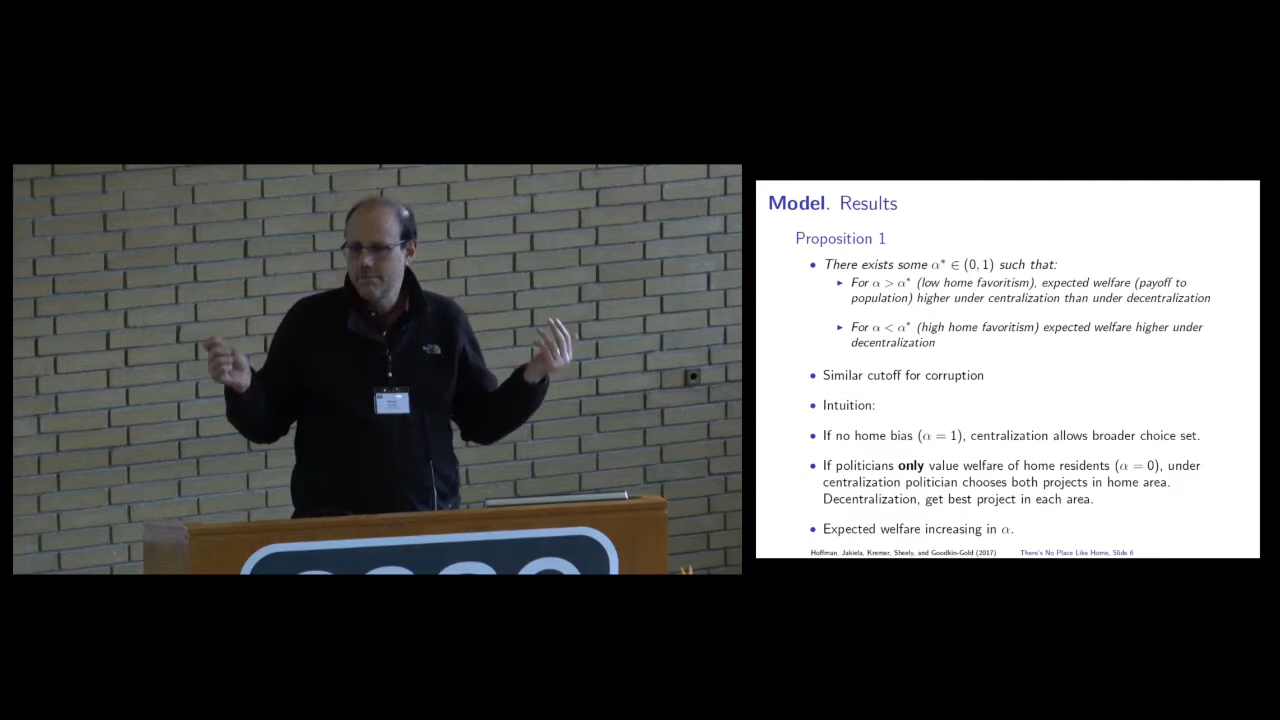 Model. Results
Proposition 1
• There exists some α* ∈ (0, 1) such that:
▶ For α > α* (low home favoritism), expected welfare (payoff to
population) higher under centralization than under decentralization
▶ For α < α* (high home favoritism) expected welfare higher under
decentralization
• Similar cutoff for corruption
• Intuition:
• If no home bias (α = 1), centralization allows broader choice set.
• If politicians only value welfare of home residents (α = 0), under
centralization politician chooses both projects in home area.
Decentralization, get best project in each area.
• Expected welfare increasing in α.
Hoffman, Jakiela, Kremer, Sheely, and Goodkin-Gold (2017) There's No Place Like Home, Slide 6